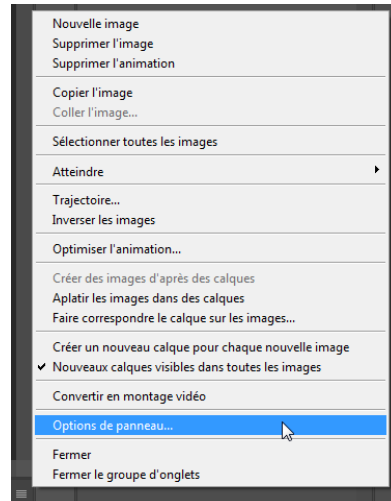 Nouvelle image
Supprimer l'image
Supprimer l'animation
Copier l'image
Coller l'image...
Sélectionner toutes les images
Atteindre
Trajectoire...
Inverser les images
Optimiser l'animation...
Créer des images d'après des calques
Aplatir les images dans des calques
Faire correspondre le calque sur les images...
Créer un nouveau calque pour chaque nouvelle image
Nouveaux calques visibles dans toutes les images
Convertir en montage vidéo
Options de panneau...
Fermer
Fermer le groupe d'onglets